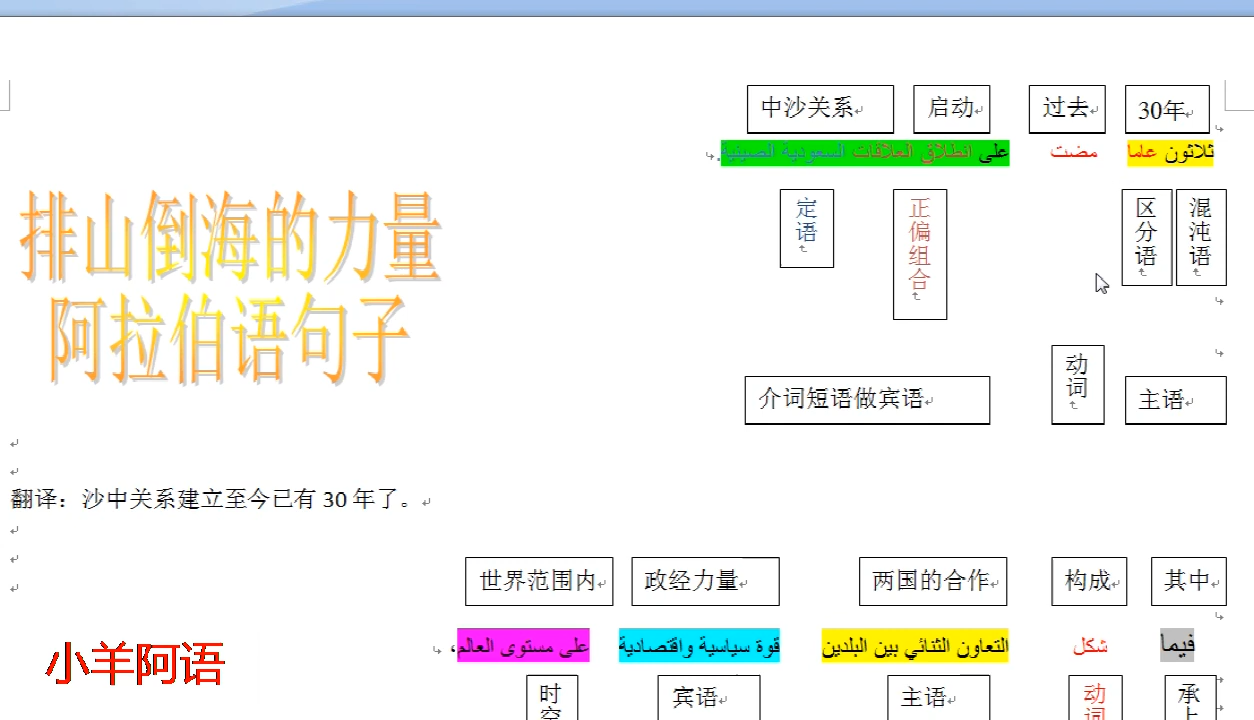 中沙关系 启动 过去 30年
ثلاثون عاما مضت على انطلاق العلاقات السعودية الصينية.
定语 正偏组合 区分语 混沌语
排山倒海的力量
阿拉伯语句子
介词短语做宾语 动词 主语
翻译：沙中关系建立至今已有 30 年了。
世界范围内 政经力量 两国的合作 构成 其中
فيما شكل التعاون الثنائي بين البلدين قوة سياسية واقتصادية على مستوى العالم،
小羊阿语
时空 宾语 主语 动词 承上